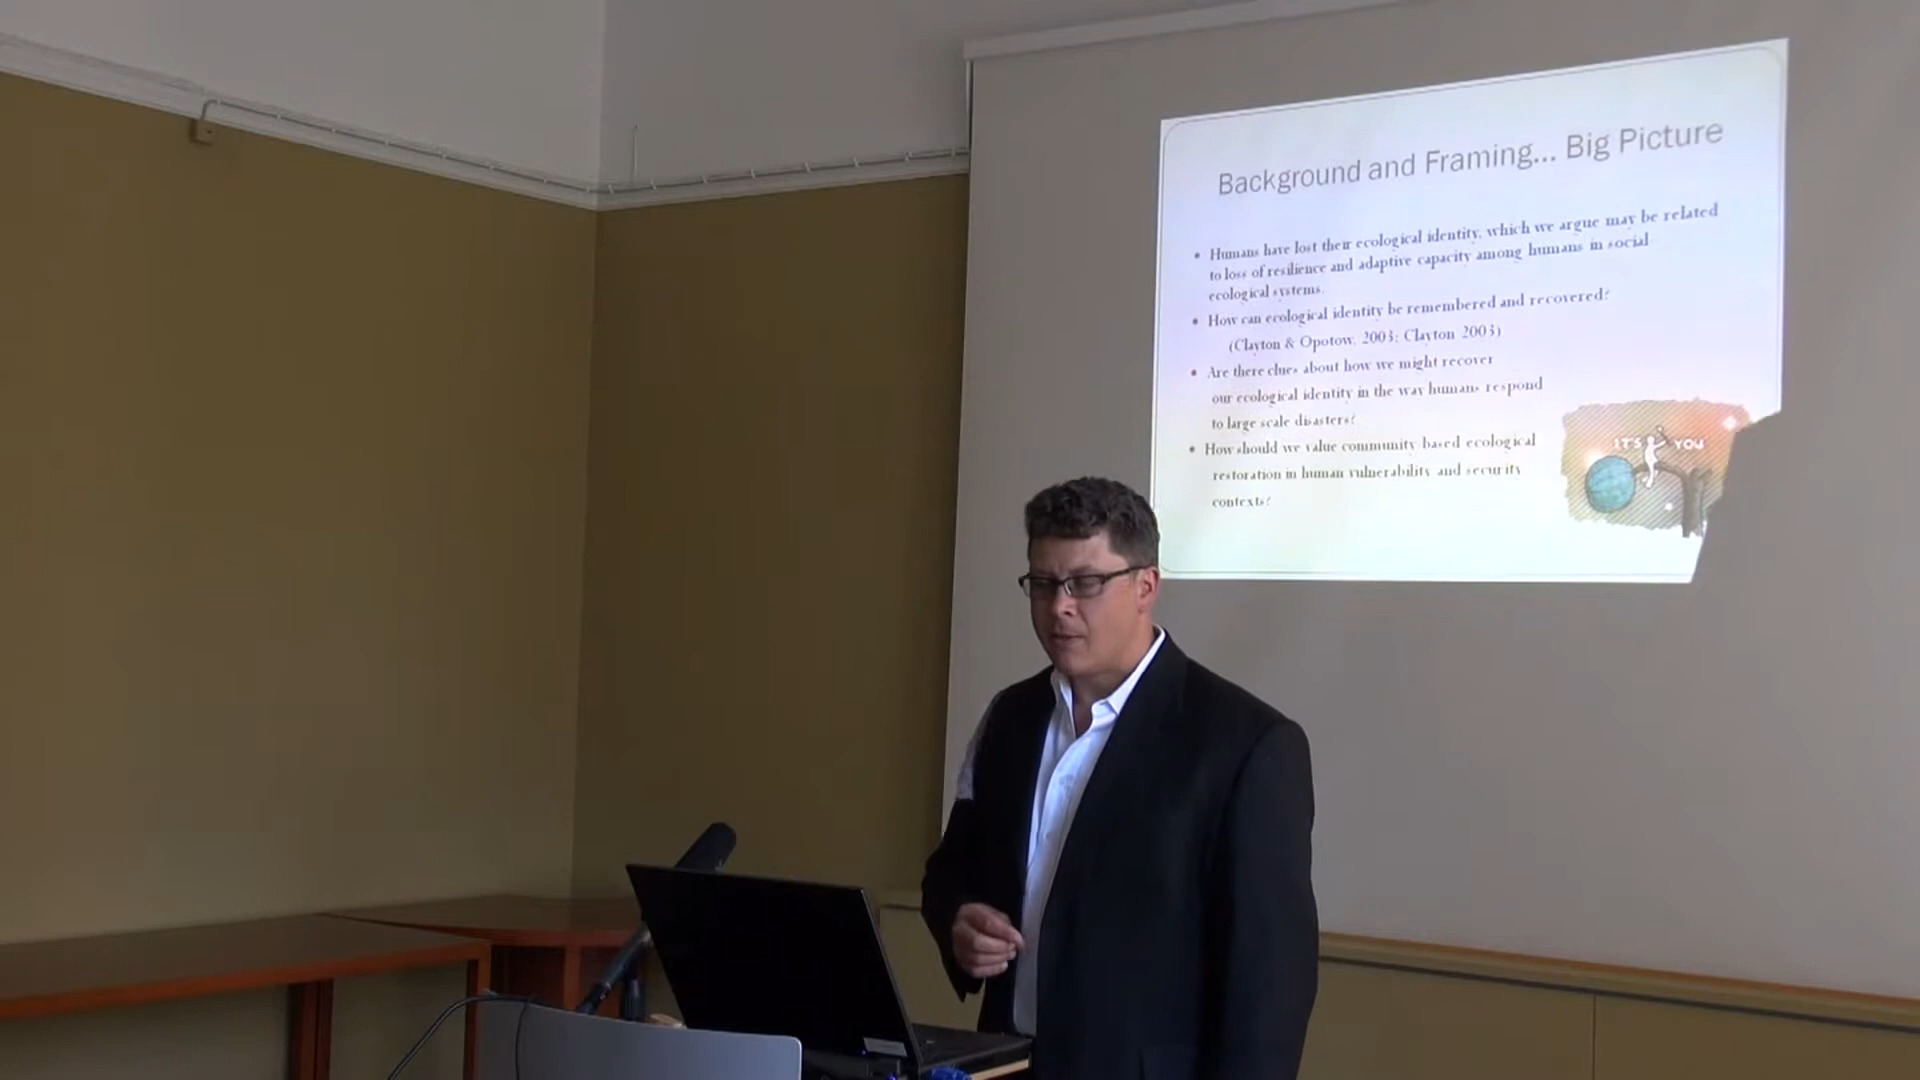 Background and Framing... Big Picture
• Humans have lost their ecological identity, which we argue may be related
to loss of resilience and adaptive capacity among humans in social
ecological systems.
• How can ecological identity be remembered and recovered?
(Clayton & Opotow, 2003; Clayton 2003)
• Are there clues about how we might recover
our ecological identity in the way humans respond
to large scale disasters?
• How should we value community based ecological
restoration in human vulnerability and security
contexts?
IT'S YOU